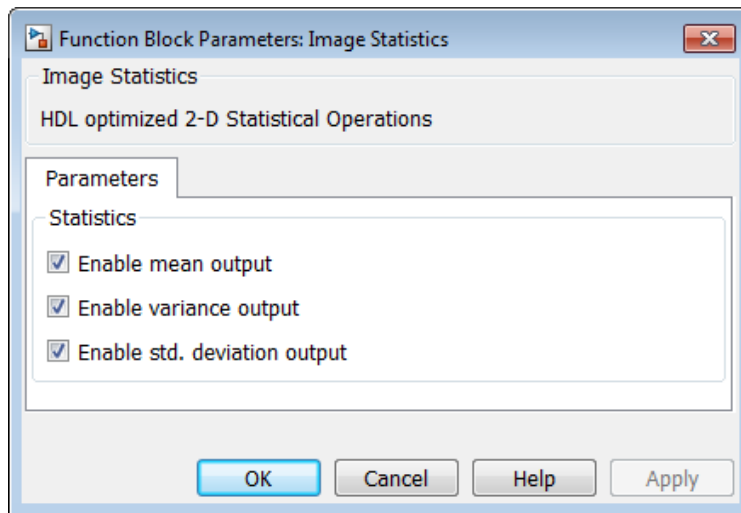 Function Block Parameters: Image Statistics
Image Statistics
HDL optimized 2-D Statistical Operations
Parameters
Statistics
Enable mean output
Enable variance output
Enable std. deviation output
OK Cancel Help Apply